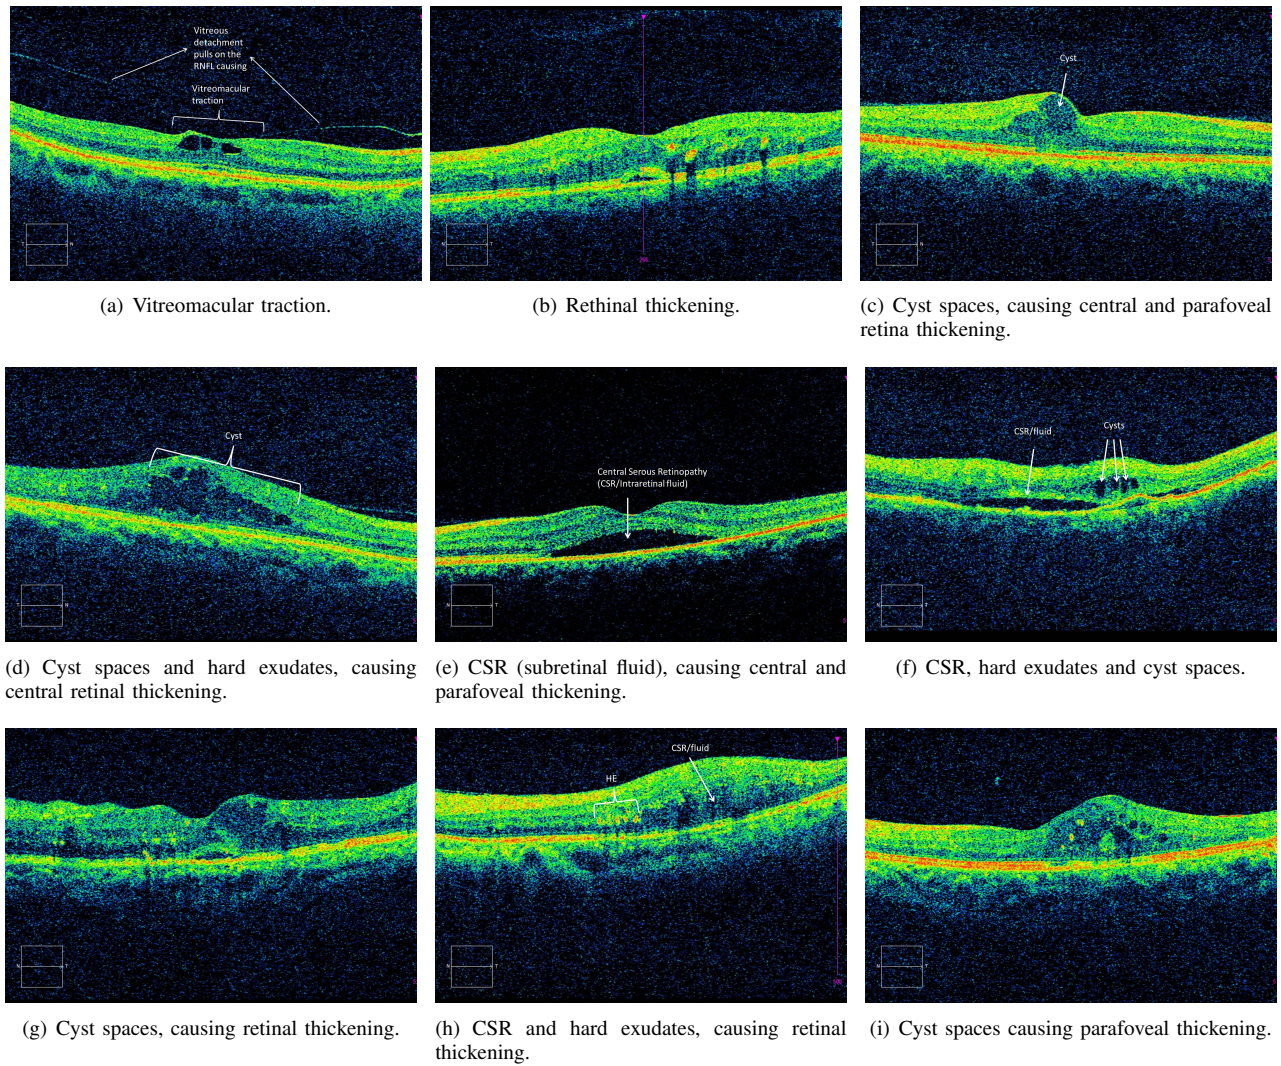 Vitreous
detachment
pulls on the
RNFL causing
Vitreomacular
traction
T
N
(a) Vitreomacular traction.
N
T
(b) Rethinal thickening.
Cyst
T
N
(c) Cyst spaces, causing central and parafoveal
retina thickening.
Cyst
T
N
(d) Cyst spaces and hard exudates, causing
central retinal thickening.
Central Serous Retinopathy
(CSR/Intraretinal fluid)
N
T
(e) CSR (subretinal fluid), causing central and
parafoveal thickening.
CSR/fluid
Cysts
N
T
(f) CSR, hard exudates and cyst spaces.
N
T
(g) Cyst spaces, causing retinal thickening.
CSR/fluid
HE
N
T
(h) CSR and hard exudates, causing retinal
thickening.
N
T
(i) Cyst spaces causing parafoveal thickening.